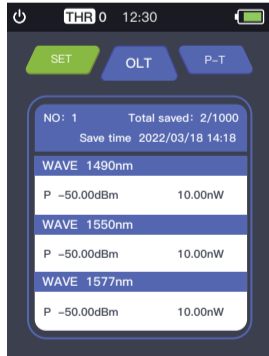 THR 0 12:30
SET OLT P-T
NO: 1 Total saved: 2/1000
Save time 2022/03/18 14:18
WAVE 1490nm
P -50.00dBm 10.00nW
WAVE 1550nm
P -50.00dBm 10.00nW
WAVE 1577nm
P -50.00dBm 10.00nW